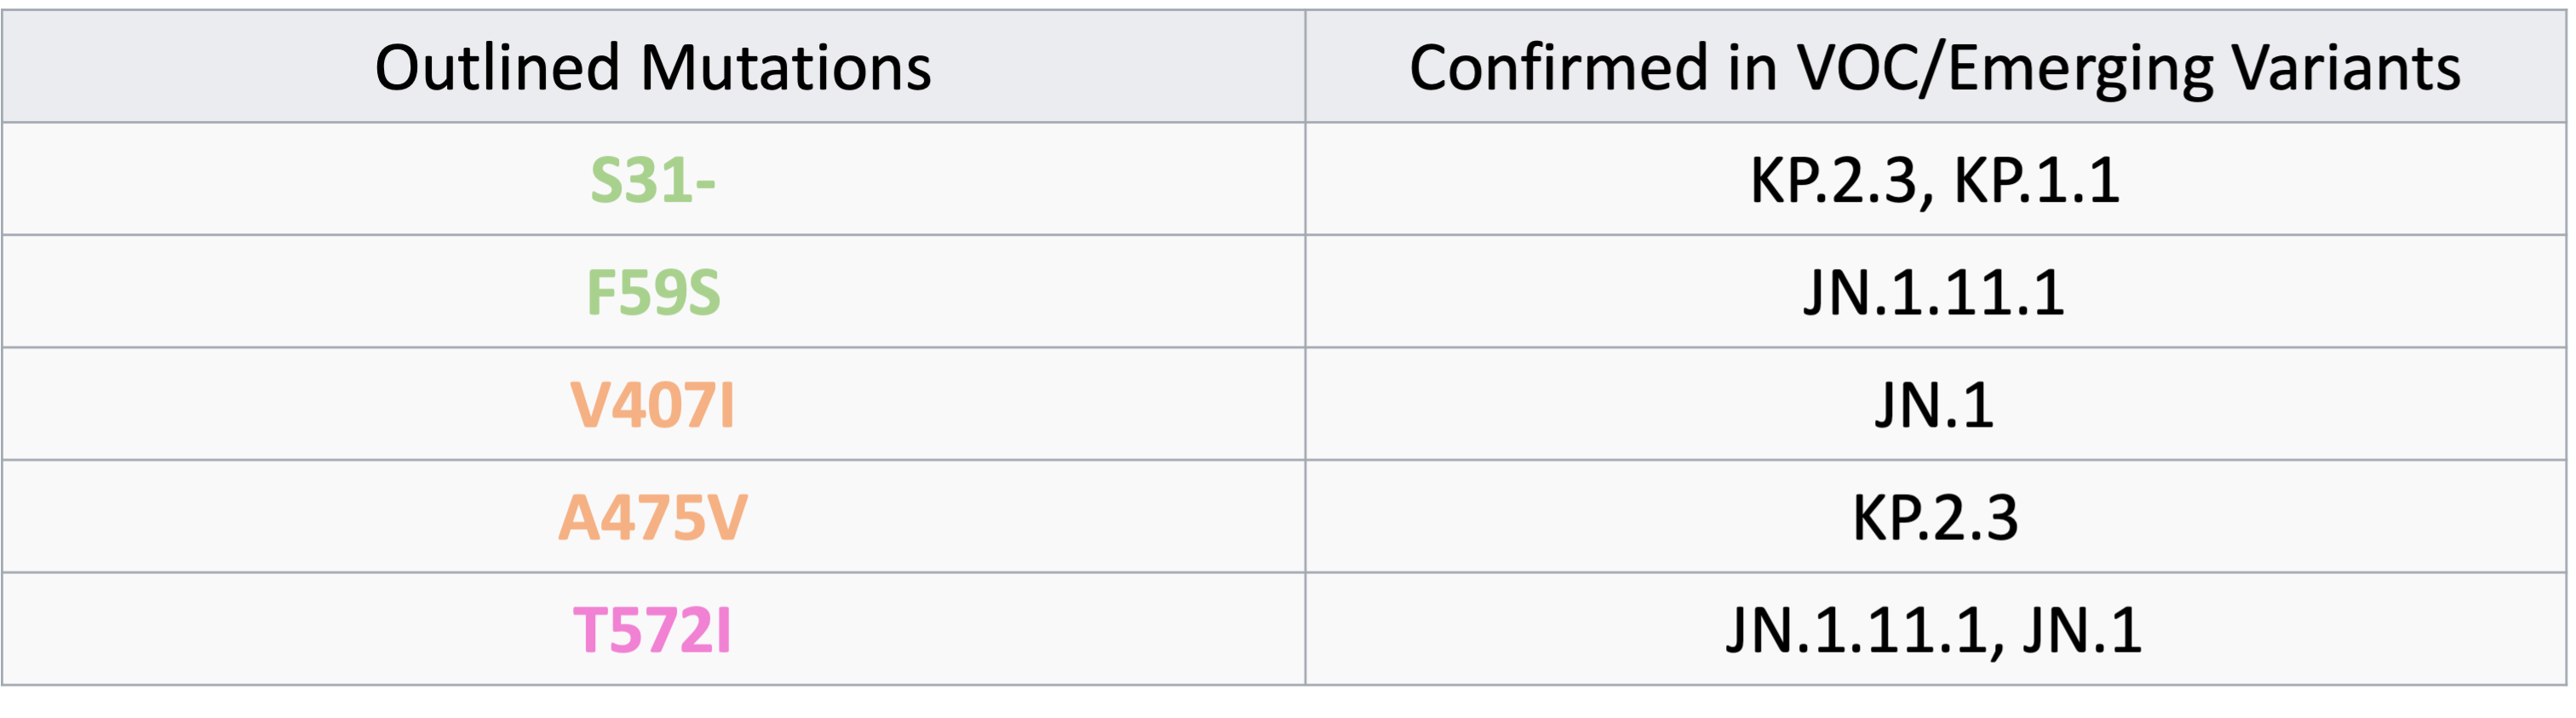 Outlined Mutations
Confirmed in VOC/Emerging Variants
S31-
KP.2.3, KP.1.1
F59S
JN.1.11.1
V407I
JN.1
A475V
KP.2.3
T572I
JN.1.11.1, JN.1